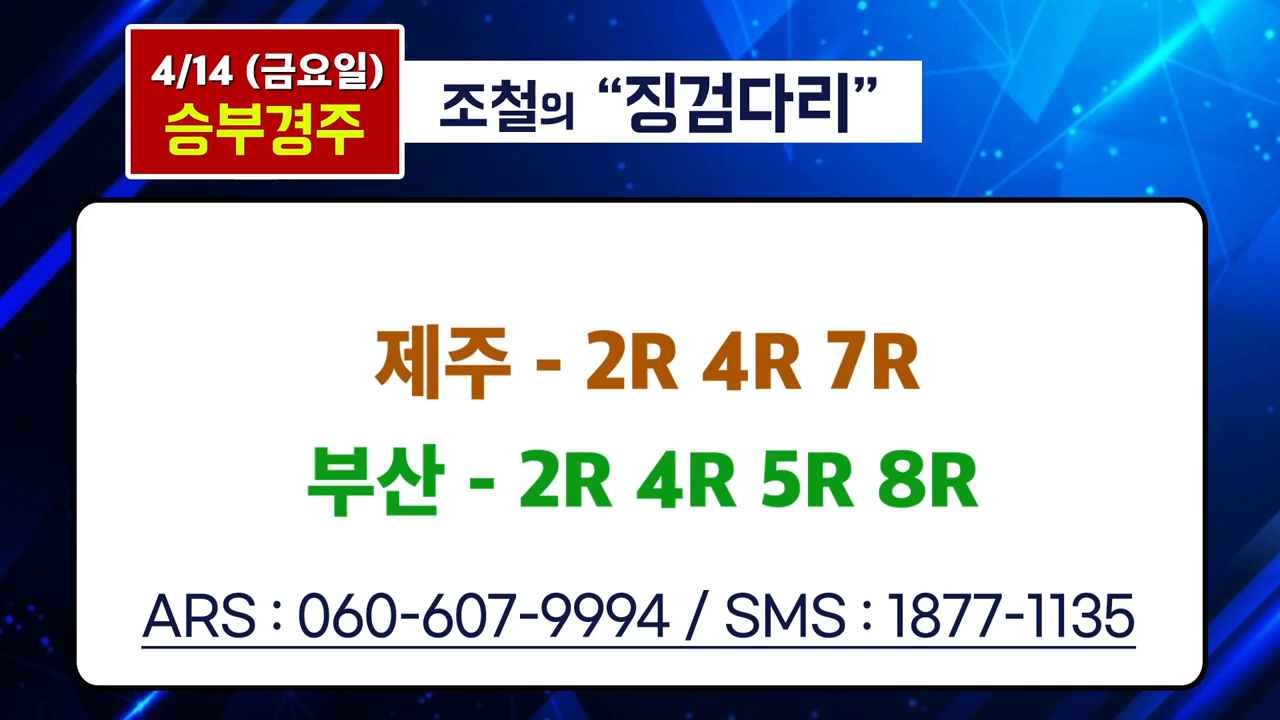 4/14 (금요일)
승부경주
조철의 “징검다리”
제주 - 2R 4R 7R
부산 - 2R 4R 5R 8R
ARS : 060-607-9994 / SMS : 1877-1135